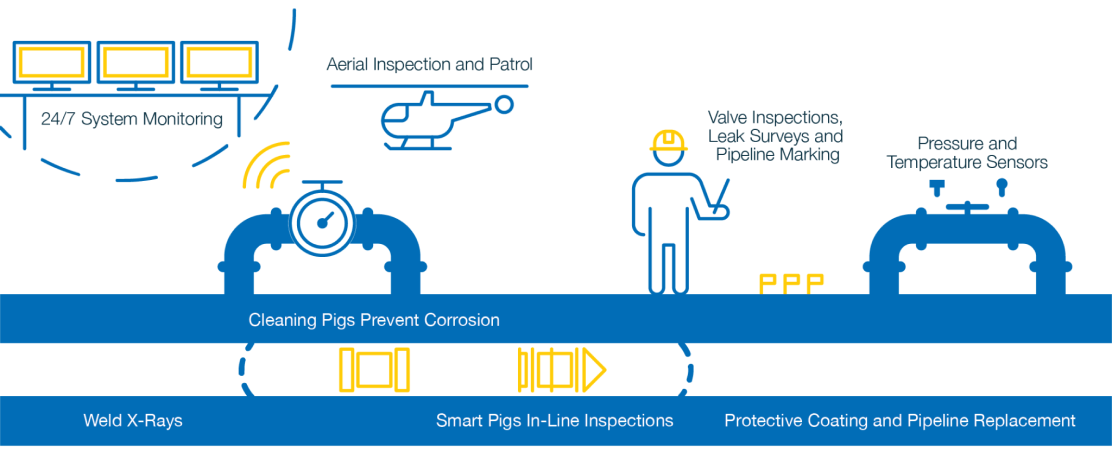 Aerial Inspection and Patrol
24/7 System Monitoring
Valve Inspections,
Leak Surveys and
Pipeline Marking
Pressure and
Temperature Sensors
Cleaning Pigs Prevent Corrosion
Weld X-Rays
Smart Pigs In-Line Inspections
Protective Coating and Pipeline Replacement